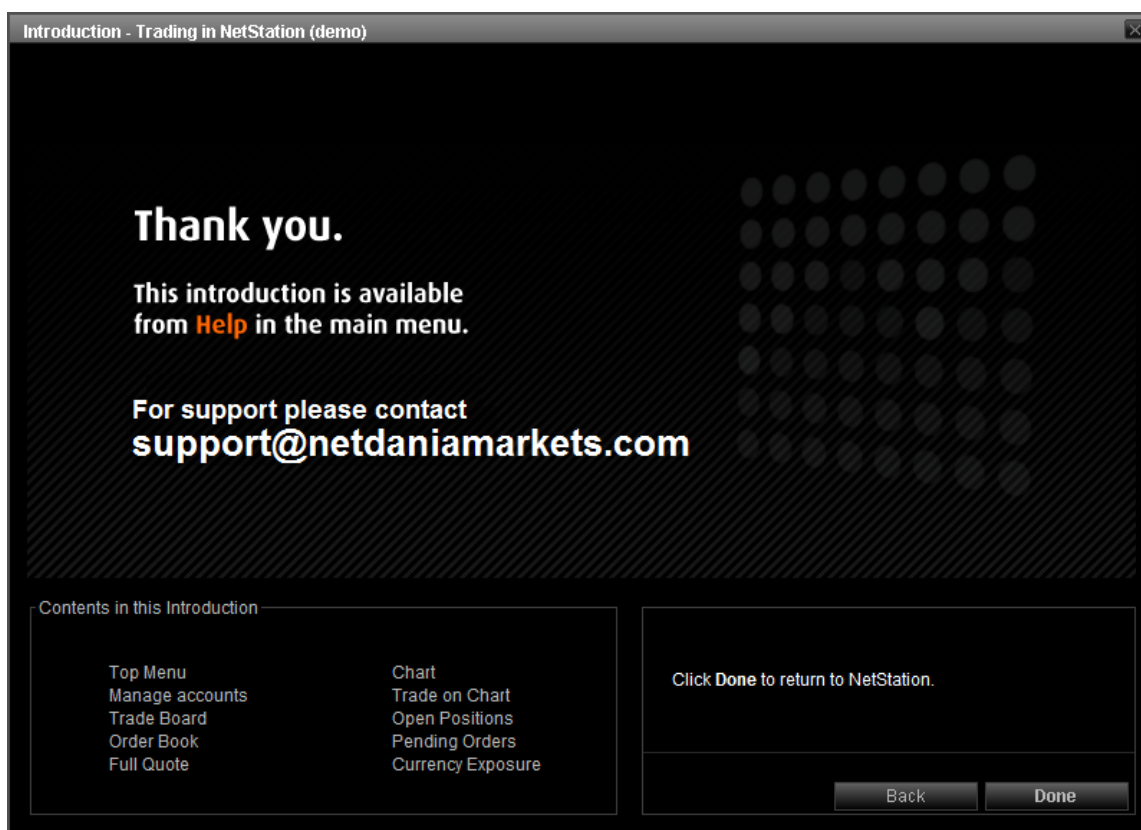 Introduction - Trading in NetStation (demo)
Thank you.
This introduction is available
from Help in the main menu.
For support please contact
support@netdaniamarkets.com
Contents in this Introduction
Top Menu
Manage accounts
Trade Board
Order Book
Full Quote
Chart
Trade on Chart
Open Positions
Pending Orders
Currency Exposure
Click Done to return to NetStation.
Back
Done